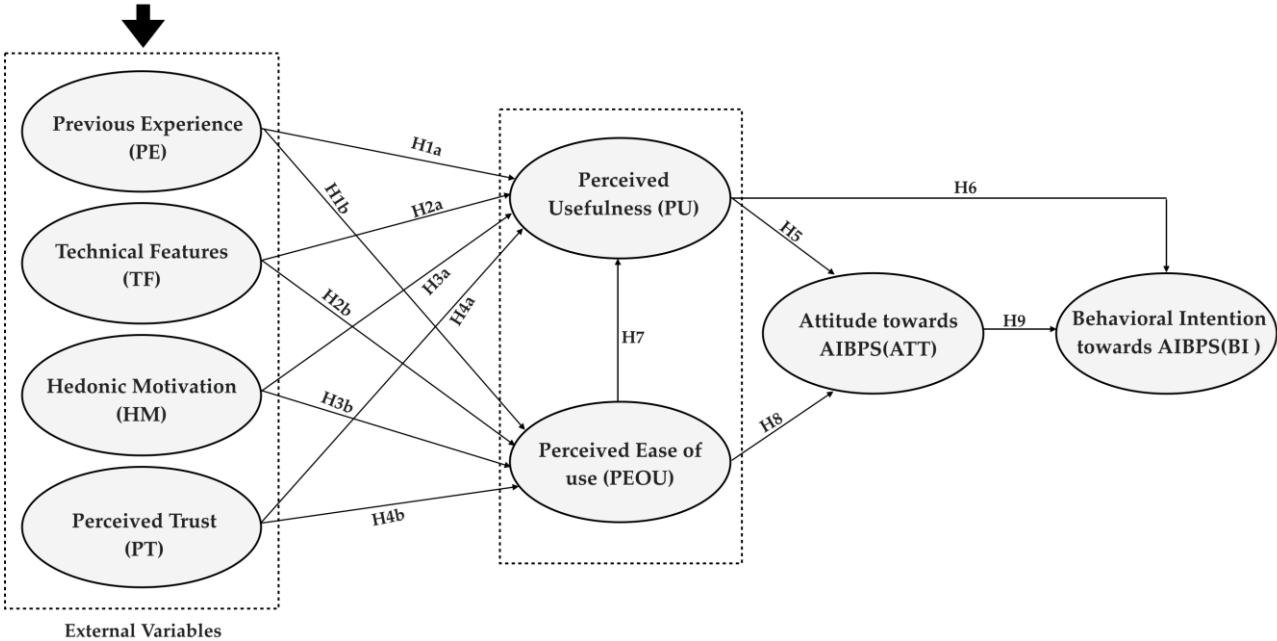 Previous Experience
(PE)
Technical Features
(TF)
Hedonic Motivation
(HM)
Perceived Trust
(PT)
External Variables
H1a
H1b
H2a
H2b
H3a
H3b
H4a
H4b
Perceived
Usefulness (PU)
H7
Perceived Ease of
use (PEOU)
H6
H5
H8
Attitude towards
AIBPS(ATT)
H9
Behavioral Intention
towards AIBPS(BI )